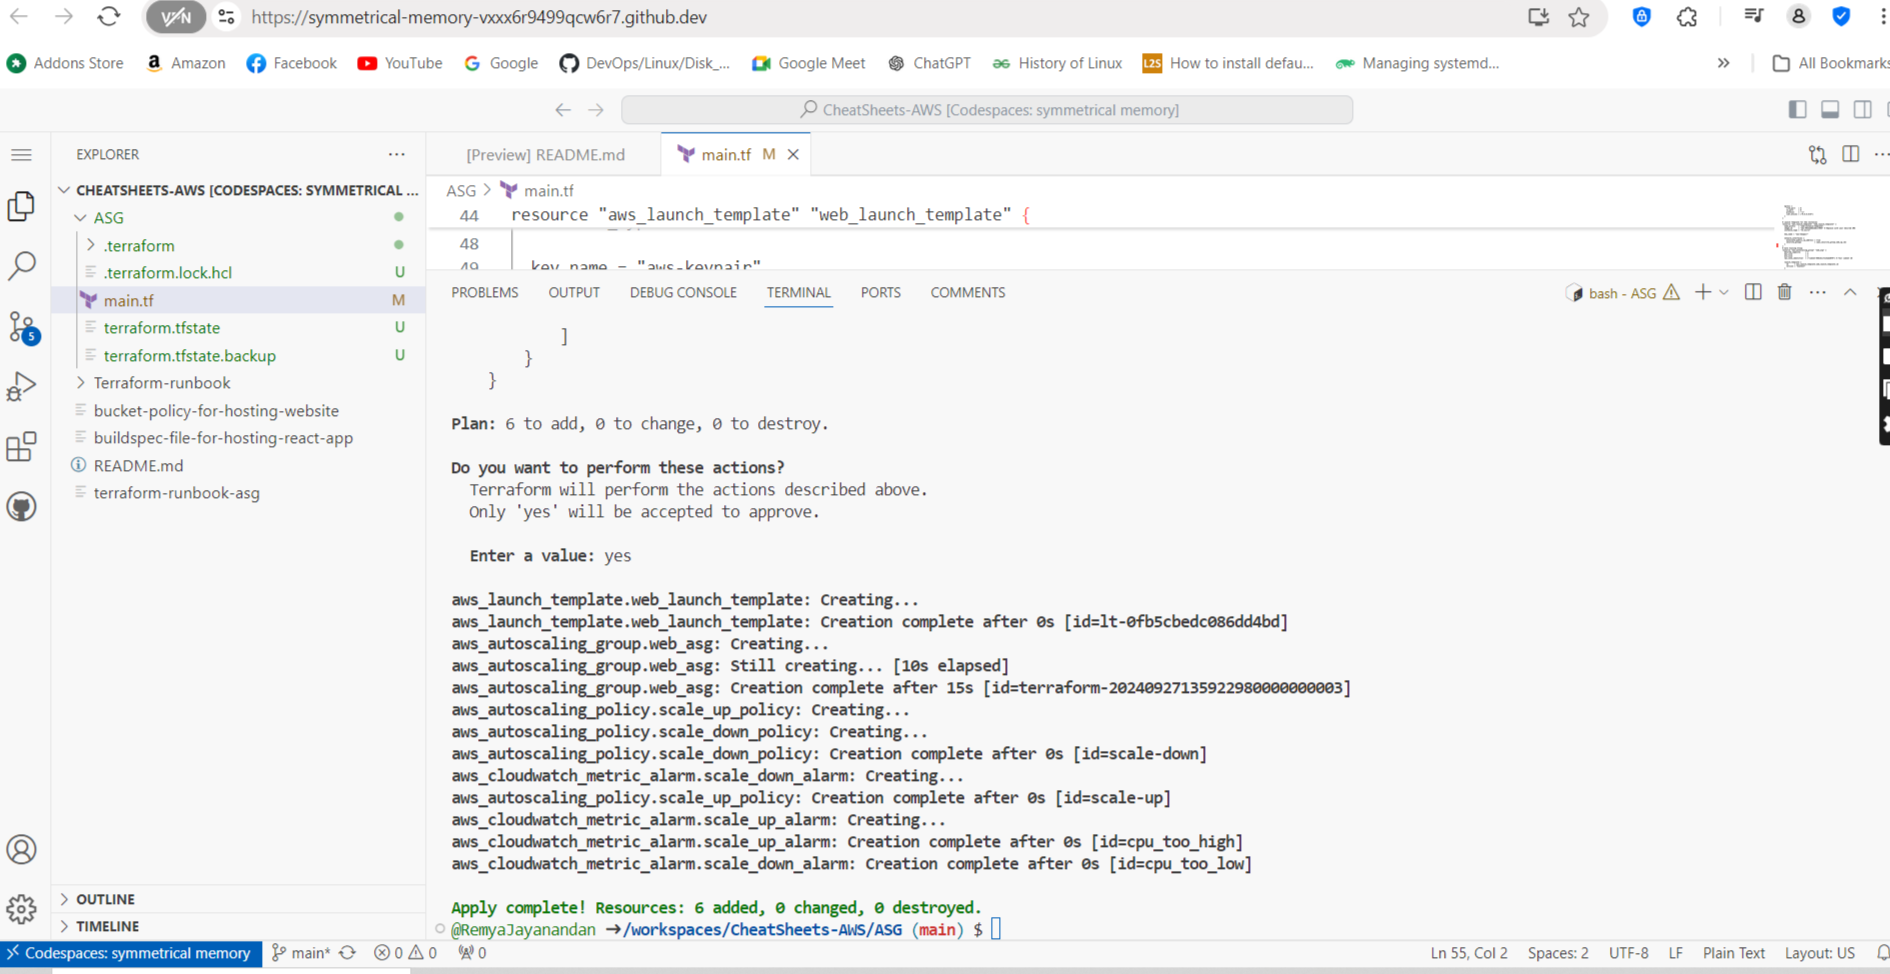 VPN https://symmetrical-memory-vxxx6r9499qcw6r7.github.dev
Addons Store Amazon Facebook YouTube Google DevOps/Linux/Disk_... Google Meet ChatGPT History of Linux L2S How to install defau... Managing systemd... » All Bookmarks
CheatSheets-AWS [Codespaces: symmetrical memory]
EXPLORER
CHEATSHEETS-AWS [CODESPACES: SYMMETRICAL ...
ASG
.terraform
.terraform.lock.hcl U
main.tf M
terraform.tfstate U
terraform.tfstate.backup U
Terraform-runbook
bucket-policy-for-hosting-website
buildspec-file-for-hosting-react-app
README.md
terraform-runbook-asg
5
OUTLINE
TIMELINE
[Preview] README.md main.tf M
ASG > main.tf
44 resource "aws_launch_template" "web_launch_template" {
48
49 key_name = "aws-keypair"
PROBLEMS OUTPUT DEBUG CONSOLE TERMINAL PORTS COMMENTS bash - ASG
]
}
}
Plan: 6 to add, 0 to change, 0 to destroy.
Do you want to perform these actions?
Terraform will perform the actions described above.
Only 'yes' will be accepted to approve.
Enter a value: yes
aws_launch_template.web_launch_template: Creating...
aws_launch_template.web_launch_template: Creation complete after 0s [id=lt-0fb5cbedc086dd4bd]
aws_autoscaling_group.web_asg: Creating...
aws_autoscaling_group.web_asg: Still creating... [10s elapsed]
aws_autoscaling_group.web_asg: Creation complete after 15s [id=terraform-20240927135922980000000003]
aws_autoscaling_policy.scale_up_policy: Creating...
aws_autoscaling_policy.scale_down_policy: Creating...
aws_autoscaling_policy.scale_down_policy: Creation complete after 0s [id=scale-down]
aws_cloudwatch_metric_alarm.scale_down_alarm: Creating...
aws_autoscaling_policy.scale_up_policy: Creation complete after 0s [id=scale-up]
aws_cloudwatch_metric_alarm.scale_up_alarm: Creating...
aws_cloudwatch_metric_alarm.scale_up_alarm: Creation complete after 0s [id=cpu_too_high]
aws_cloudwatch_metric_alarm.scale_down_alarm: Creation complete after 0s [id=cpu_too_low]
Apply complete! Resources: 6 added, 0 changed, 0 destroyed.
@RemyaJayanandan →/workspaces/CheatSheets-AWS/ASG (main) $
Codespaces: symmetrical memory main* 0 0 0 Ln 55, Col 2 Spaces: 2 UTF-8 LF Plain Text Layout: US